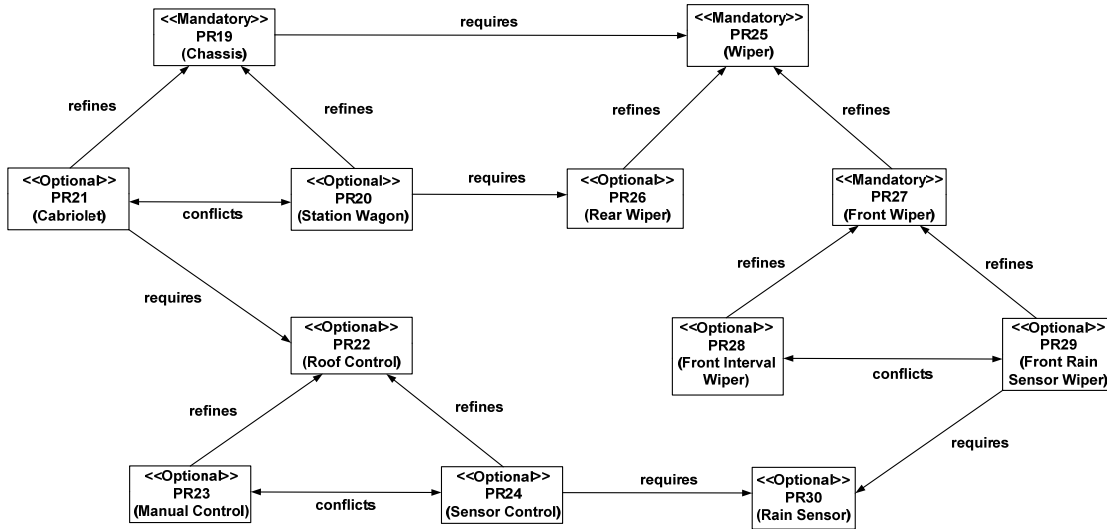 <<Mandatory>>
PR19
(Chassis)
requires
<<Mandatory>>
PR25
(Wiper)
refines
refines
refines
refines
<<Optional>>
PR21
(Cabriolet)
conflicts
<<Optional>>
PR20
(Station Wagon)
requires
<<Optional>>
PR26
(Rear Wiper)
<<Mandatory>>
PR27
(Front Wiper)
requires
refines
refines
<<Optional>>
PR22
(Roof Control)
<<Optional>>
PR28
(Front Interval
Wiper)
conflicts
<<Optional>>
PR29
(Front Rain
Sensor Wiper)
refines
refines
requires
<<Optional>>
PR23
(Manual Control)
conflicts
<<Optional>>
PR24
(Sensor Control)
requires
<<Optional>>
PR30
(Rain Sensor)